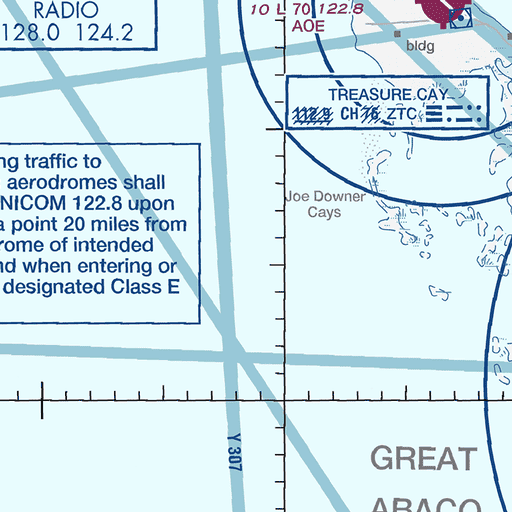 RADIO
128.0 124.2
10 L 70 122.8
AOE
bldg
TREASURE CAY
112.9 CH 76 ZTC
ng traffic to
aerodromes shall
NICOM 122.8 upon
a point 20 miles from
rome of intended
nd when entering or
designated Class E
Joe Downer
Cays
Y 307
GREAT
ABACO